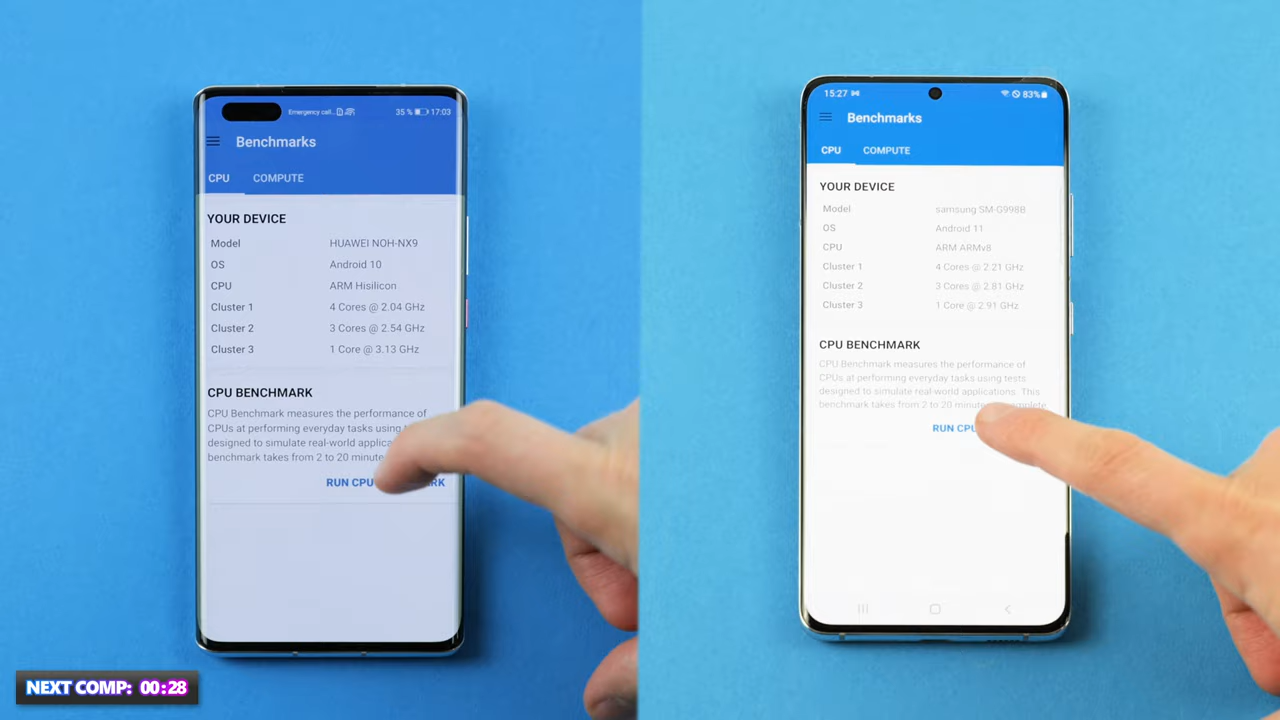 Emergency call...
35 % 17:03
Benchmarks
CPU COMPUTE
YOUR DEVICE
Model HUAWEI NOH-NX9
OS Android 10
CPU ARM Hisilicon
Cluster 1 4 Cores @ 2.04 GHz
Cluster 2 3 Cores @ 2.54 GHz
Cluster 3 1 Core @ 3.13 GHz
CPU BENCHMARK
CPU Benchmark measures the performance of
CPUs at performing everyday tasks using
designed to simulate real-world
benchmark takes from 2 to 20
RUN CPU
15:27 83%
Benchmarks
CPU COMPUTE
YOUR DEVICE
Model samsung SM-G998B
OS Android 11
CPU ARM ARMv8
Cluster 1 4 Cores @ 2.21 GHz
Cluster 2 3 Cores @ 2.81 GHz
Cluster 3 1 Core @ 2.91 GHz
CPU BENCHMARK
CPU Benchmark measures the performance of
CPUs at performing everyday tasks using tests
designed to simulate real-world applications. This
benchmark takes from 2 to 20
RUN CPU
NEXT COMP: 00:28